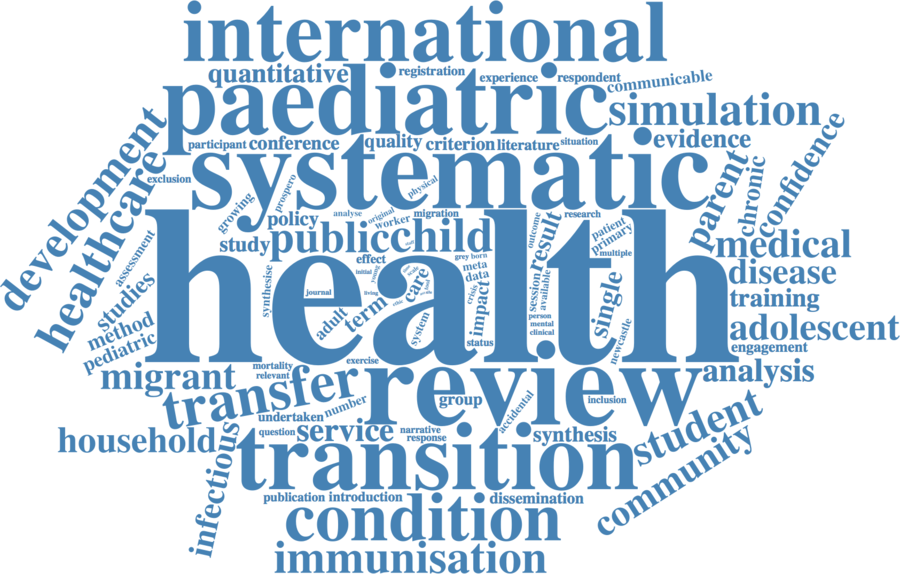 international
quantitative
registration
experience
respondent
communicable
paediatric
simulation
participant
conference
quality
criterion
literature
situation
evidence
confidence
development
healthcare
exclusion
systematic
parent
chronic
growing
prospero
physical
policy
analyse
original
worker
migration
research
patient
primary
multiple
outcome
result
study
public
child
effect
grey
born
meta
data
medical
assessment
studies
method
pediatric
synthesise
health
journal
initial
young
living
adult
term
care
system
crisis
impact
status
session
available
person
mental
clinical
single
newcastle
disease
training
adolescent
engagement
analysis
migrant
mortality
relevant
exercise
transfer
review
number
undertaken
group
accidental
inclusion
student
household
question
service
narrative
response
synthesis
community
infectious
transition
publication
introduction
dissemination
condition
immunisation